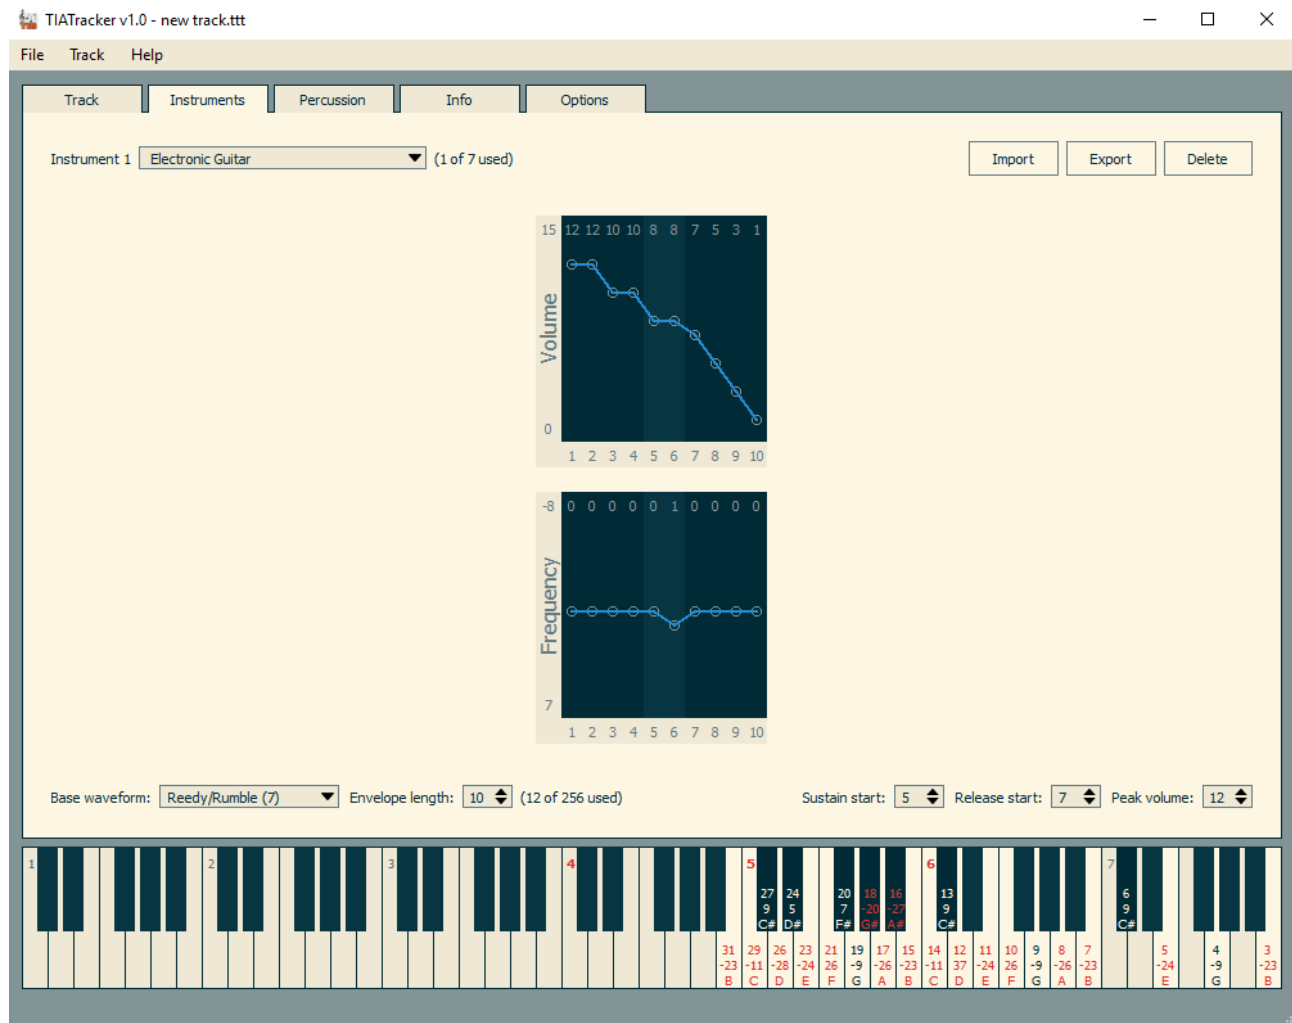 TIATracker v1.0 - new track.ttt
File Track Help
Track Instruments Percussion Info Options
Instrument 1 Electronic Guitar (1 of 7 used) Import Export Delete
15 12 12 10 10 8 8 7 5 3 1
Volume
0
1 2 3 4 5 6 7 8 9 10
-8 0 0 0 0 0 1 0 0 0 0
Frequency
7
1 2 3 4 5 6 7 8 9 10
Base waveform: Reedy/Rumble (7) Envelope length: 10 (12 of 256 used) Sustain start: 5 Release start: 7 Peak volume: 12
1 2 3 4 5 6 7
27 24 20 18 16 13 6
9 5 7 -20 -27 9 9
C# D# F# G# A# C# C#
31 29 26 23 21 19 17 15 14 12 11 10 9 8 7 5 4 3
-23 -11 -28 -24 26 -9 -26 -23 -11 37 -24 26 -9 -26 -23 -24 -9 -23
B C D E F G A B C D E F G A B E G B